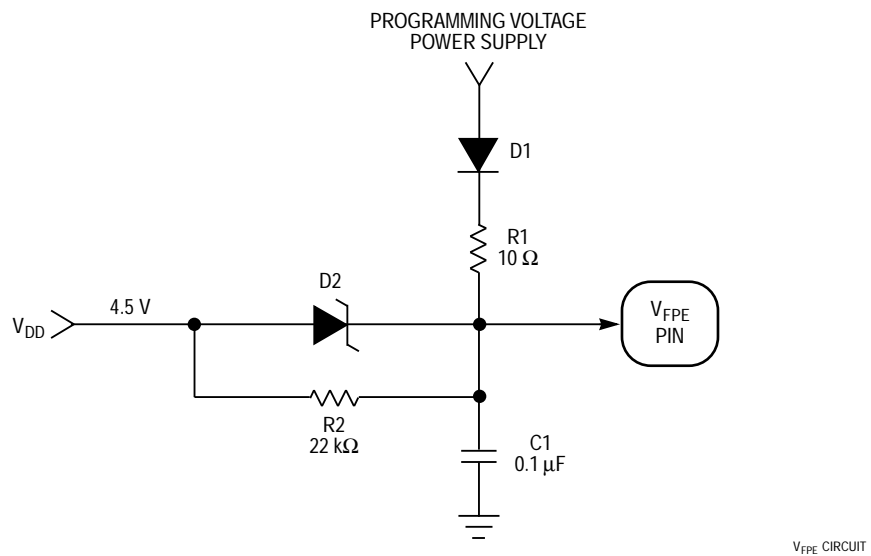 PROGRAMMING VOLTAGE
POWER SUPPLY
D1
R1
10 Ω
D2
4.5 V
V_DD
V_FPE
PIN
R2
22 kΩ
C1
0.1 μF
V_FPE CIRCUIT